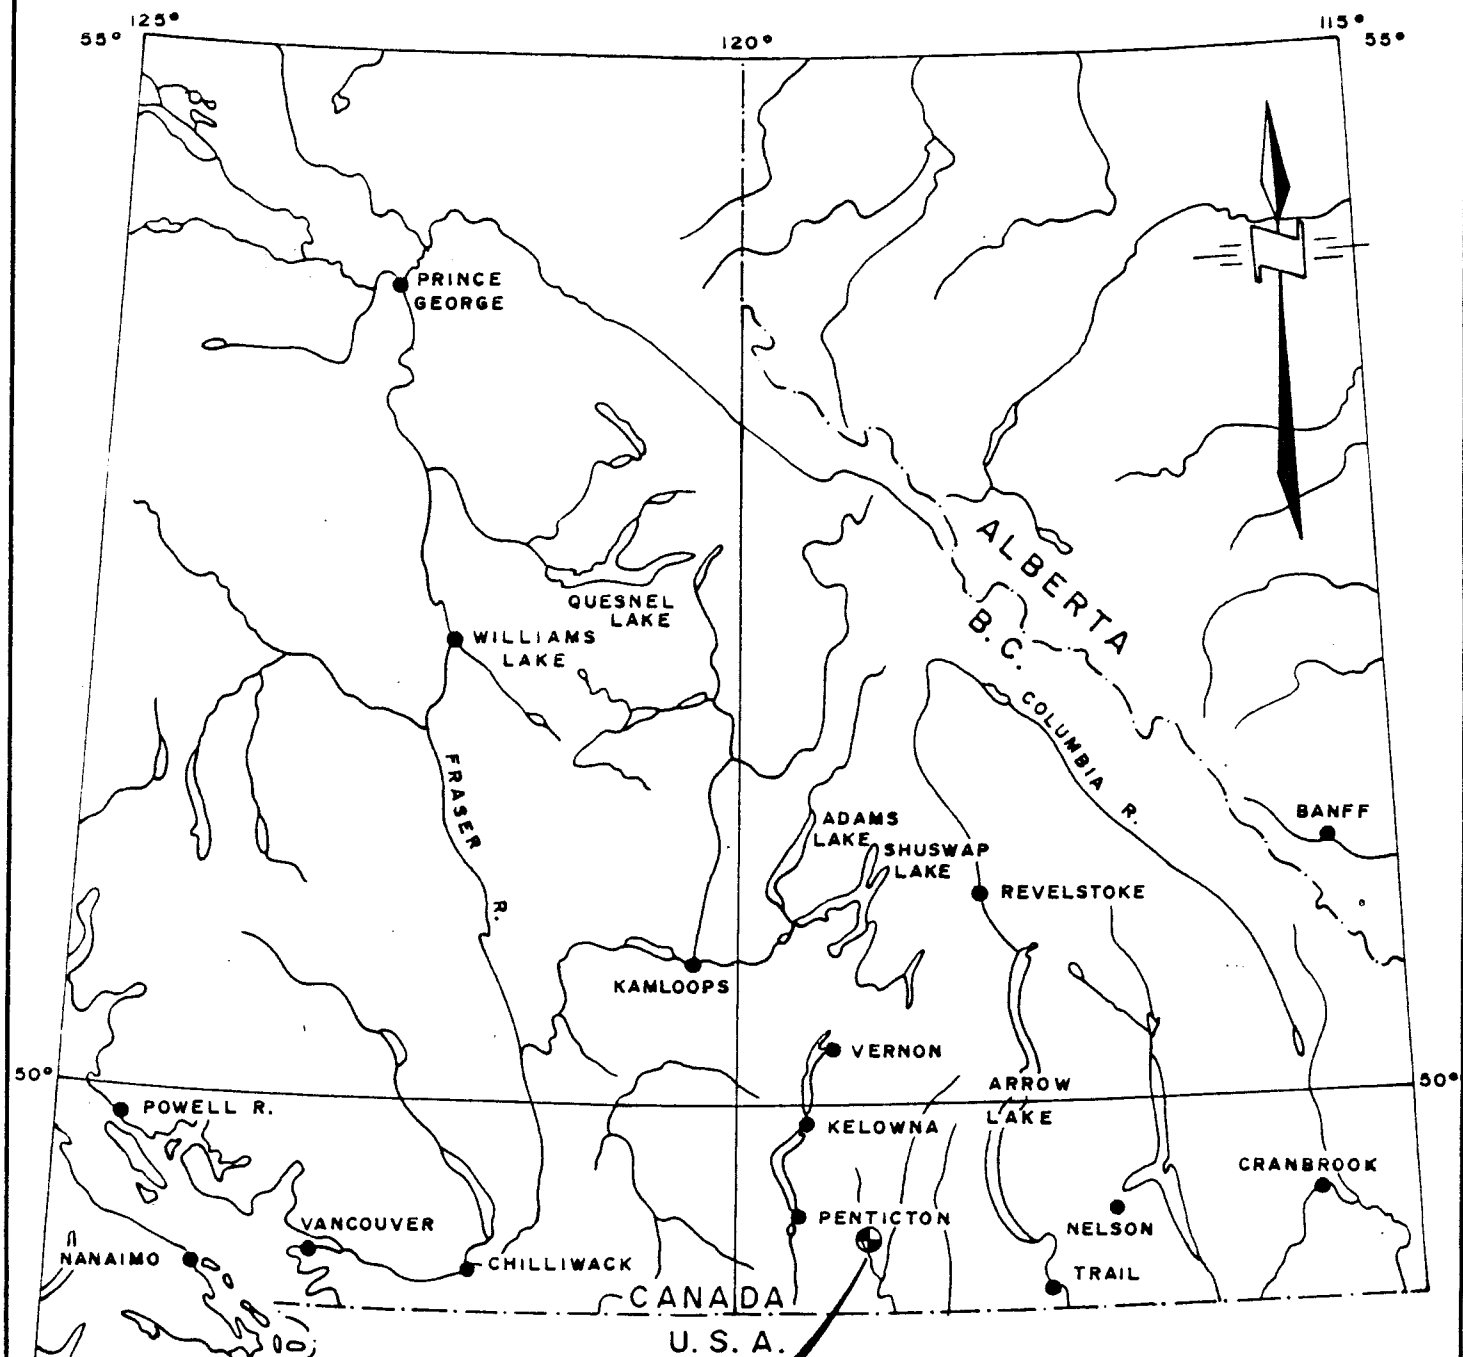 125°
115°
55°
120°
55°
PRINCE
GEORGE
ALBERTA
B.C.
QUESNEL
LAKE
WILLIAMS
LAKE
COLUMBIA R.
FRASER R.
BANFF
ADAMS
LAKE
SHUSWAP
LAKE
REVELSTOKE
KAMLOOPS
VERNON
50°
50°
ARROW
LAKE
POWELL R.
KELOWNA
CRANBROOK
PENTICTON
VANCOUVER
NELSON
NANAIMO
CHILLIWACK
TRAIL
CANADA
U.S.A.